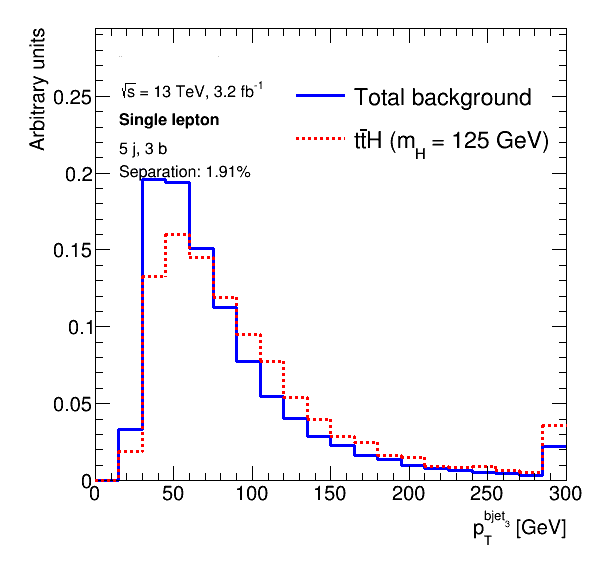 Arbitrary units
0.25
0.2
0.15
0.1
0.05
0
√s = 13 TeV, 3.2 fb⁻¹
Single lepton
5 j, 3 b
Separation: 1.91%
Total background
tt̄H (m_H = 125 GeV)
0 50 100 150 200 250 300
p_T^bjet_3 [GeV]